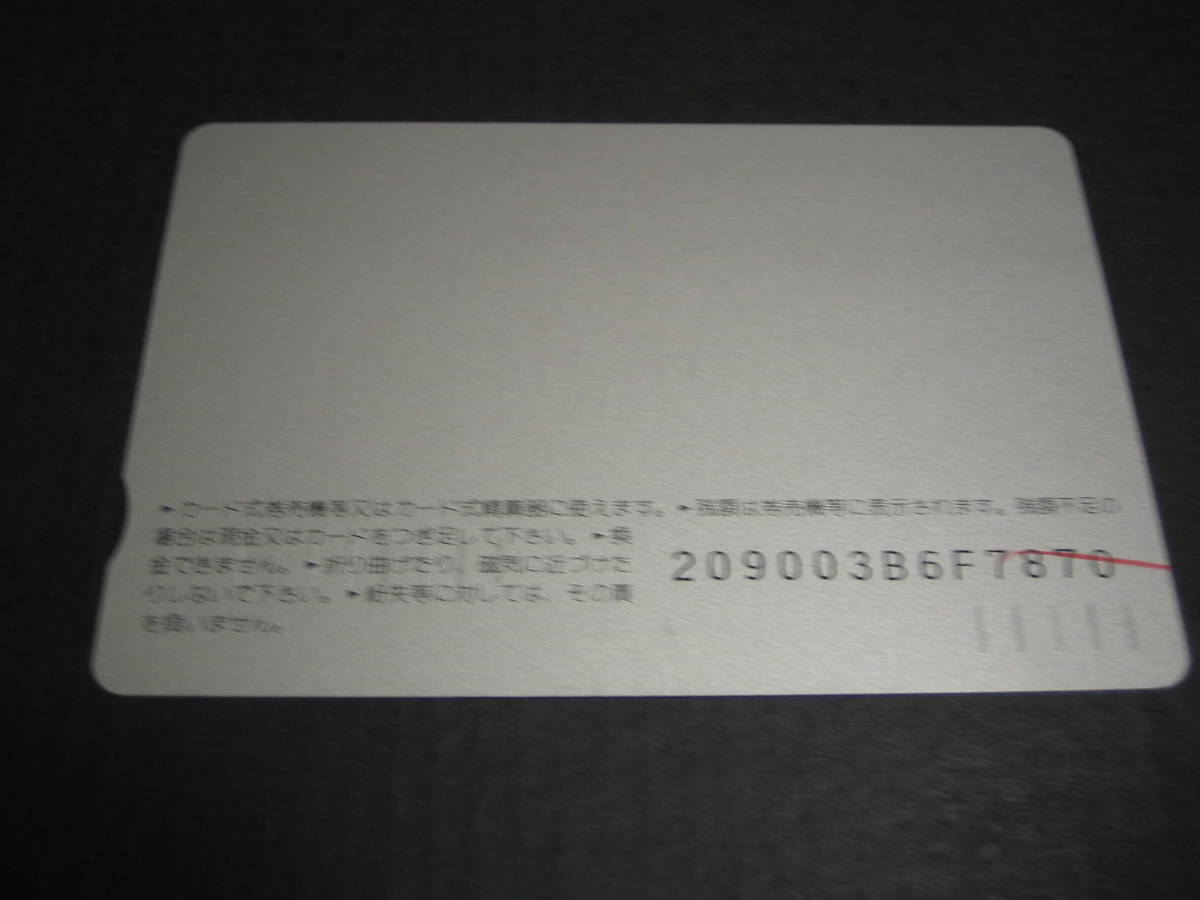 ►カード式券売機等又はカード式精算機に使えます。►残額は券売機等に表示されます。残額不足の
場合は現金又はカードをつぎ足して下さい。►換
金できません。►折り曲げたり、磁気に近づけた
りしないで下さい。►紛失等に対しては、その責
を負いません。
209003B6F7870